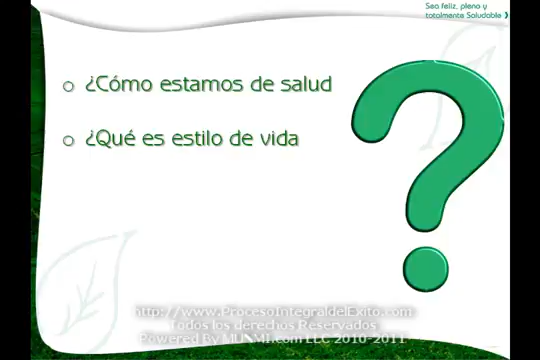 Sea feliz, pleno y
totalmente Saludable
¿Cómo estamos de salud
¿Qué es estilo de vida
?
http://www.ProcesoIntegraldelExito.com
Todos los derechos Reservados
Powered By MUNMI.com LLC 2010-2011